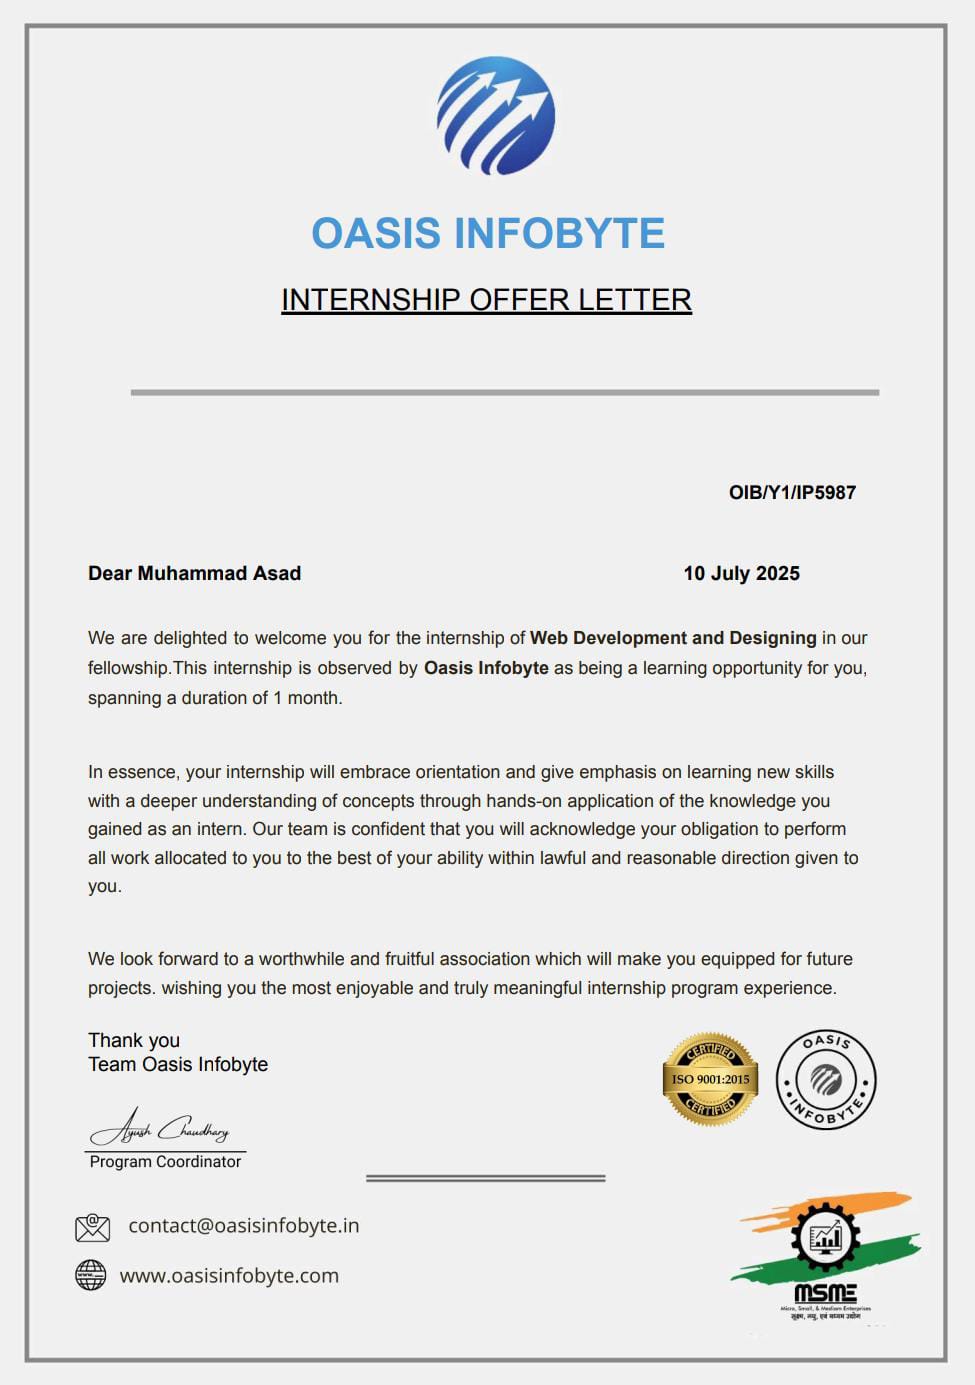 OASIS INFOBYTE
INTERNSHIP OFFER LETTER
OIB/Y1/IP5987
Dear Muhammad Asad 10 July 2025
We are delighted to welcome you for the internship of Web Development and Designing in our
fellowship.This internship is observed by Oasis Infobyte as being a learning opportunity for you,
spanning a duration of 1 month.
In essence, your internship will embrace orientation and give emphasis on learning new skills
with a deeper understanding of concepts through hands-on application of the knowledge you
gained as an intern. Our team is confident that you will acknowledge your obligation to perform
all work allocated to you to the best of your ability within lawful and reasonable direction given to
you.
We look forward to a worthwhile and fruitful association which will make you equipped for future
projects. wishing you the most enjoyable and truly meaningful internship program experience.
Thank you
Team Oasis Infobyte
CERTIFIED
ISO 9001:2015
CERTIFIED
OASIS
INFOBYTE
Ayush Chaudhary
Program Coordinator
contact@oasisinfobyte.in
www.oasisinfobyte.com
MSME
Micro, Small, & Medium Enterprises
सूक्ष्म, लघु, एवं मध्यम उद्योग